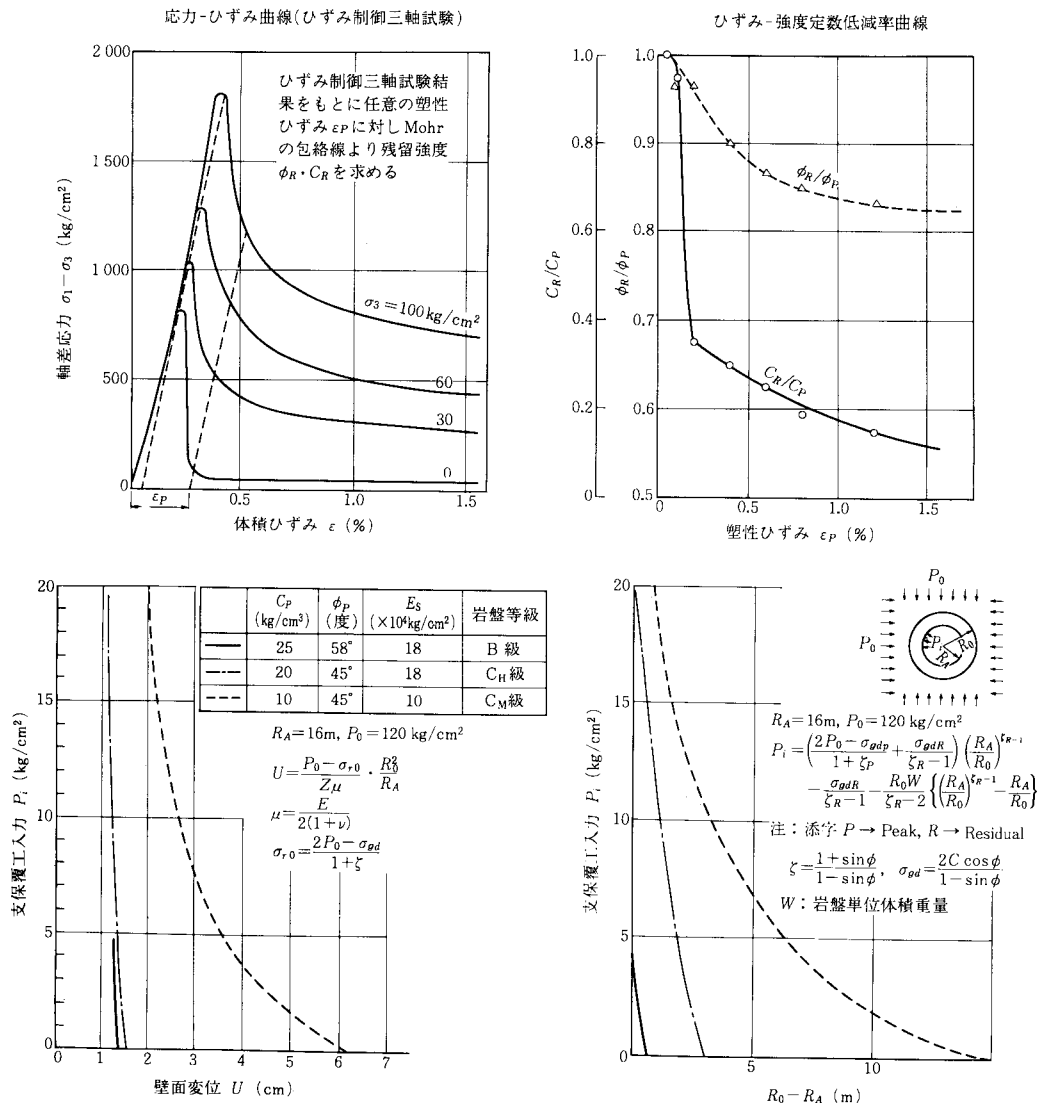 応力-ひずみ曲線(ひずみ制御三軸試験)
2 000
1 500
1 000
500
0
軸差応力 σ₁−σ₃ (kg/cm²)
ひずみ制御三軸試験結
果をもとに任意の塑性
ひずみεPに対しMohr
の包絡線より残留強度
φR・CRを求める
σ₃=100kg/cm²
60
30
0
εP
0.5
1.0
1.5
体積ひずみ ε (%)
ひずみ-強度定数低減率曲線
1.0
0.8
0.6
0.4
0.2
0
CR/CP
1.0
0.9
0.8
0.7
0.6
0.5
φR/φP
φR/φP
CR/CP
0
0.5
1.0
1.5
塑性ひずみ εP (%)
20
15
10
5
0
支保覆工入力 Pi (kg/cm²)
CP (kg/cm³) φP (度) ES (×10⁴kg/cm²) 岩盤等級
25 58° 18 B 級
20 45° 18 CH級
10 45° 10 CM級
RA=16m, P₀=120 kg/cm²
U=(P₀−σr0)/(Zμ)・R₀²/RA
μ=E/(2(1+ν))
σr0=(2P₀−σgd)/(1+ζ)
0 1 2 3 4 5 6 7
壁面変位 U (cm)
20
15
10
5
0
支保覆工入力 Pi (kg/cm²)
P₀
P₀
Pi
R₀
RA
RA=16m, P₀=120 kg/cm²
Pi=((2P₀−σgdp)/(1+ζP)+σgdR/(ζR−1))(RA/R₀)^(ζR−1)
−σgdR/(ζR−1)−R₀W/(ζR−2){(RA/R₀)^(ζR−1)−RA/R₀}
注:添字 P → Peak, R → Residual
ζ=(1+sinφ)/(1−sinφ), σgd=2C cosφ/(1−sinφ)
W:岩盤単位体積重量
5
10
R₀−RA (m)